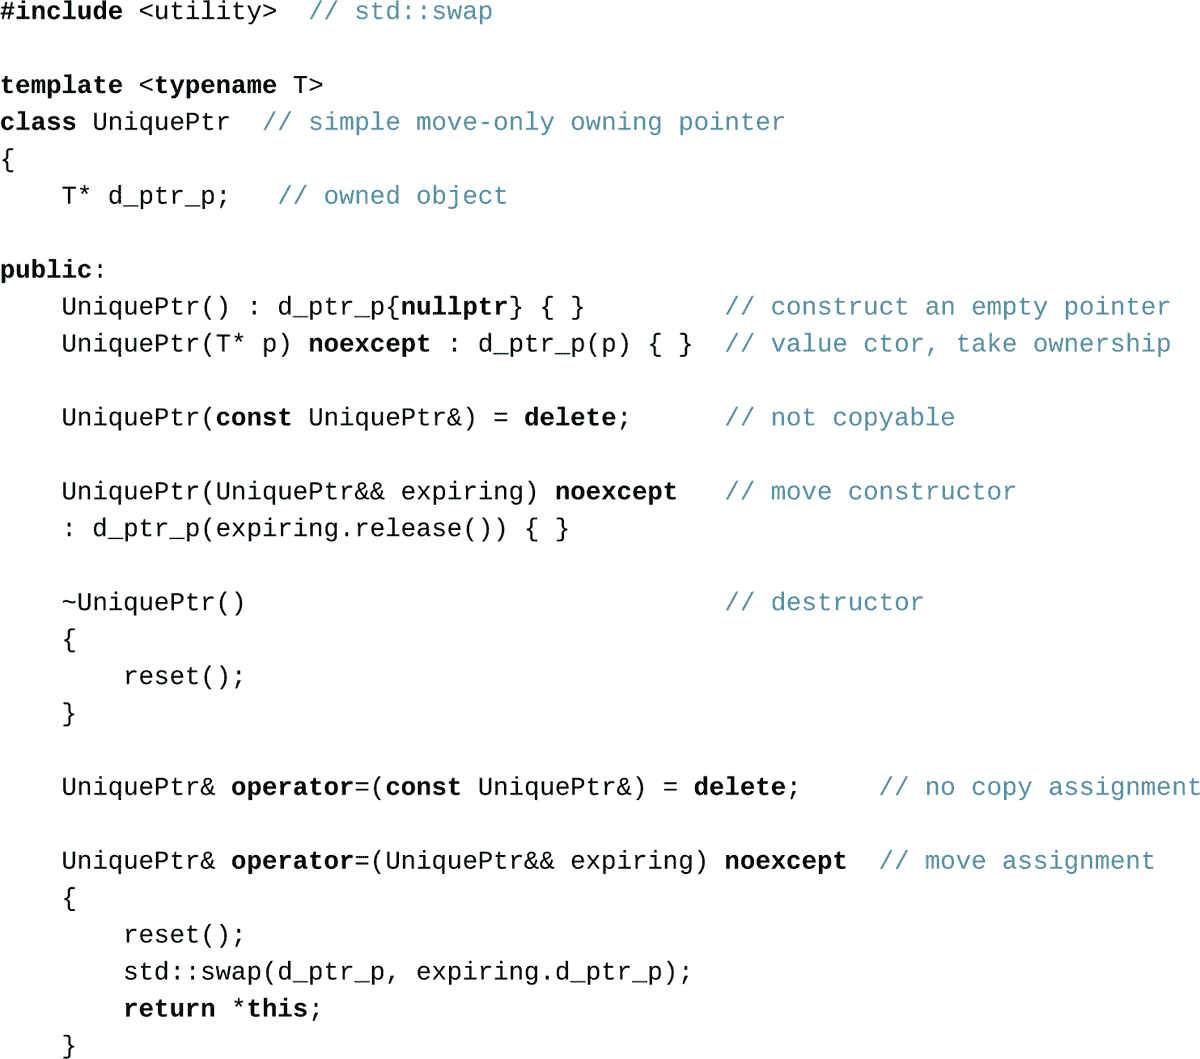 #include <utility>  // std::swap

template <typename T>
class UniquePtr  // simple move-only owning pointer
{
    T* d_ptr_p;   // owned object

public:
    UniquePtr() : d_ptr_p{nullptr} { }         // construct an empty pointer
    UniquePtr(T* p) noexcept : d_ptr_p(p) { }  // value ctor, take ownership

    UniquePtr(const UniquePtr&) = delete;      // not copyable

    UniquePtr(UniquePtr&& expiring) noexcept   // move constructor
    : d_ptr_p(expiring.release()) { }

    ~UniquePtr()                               // destructor
    {
        reset();
    }

    UniquePtr& operator=(const UniquePtr&) = delete;     // no copy assignment

    UniquePtr& operator=(UniquePtr&& expiring) noexcept  // move assignment
    {
        reset();
        std::swap(d_ptr_p, expiring.d_ptr_p);
        return *this;
    }